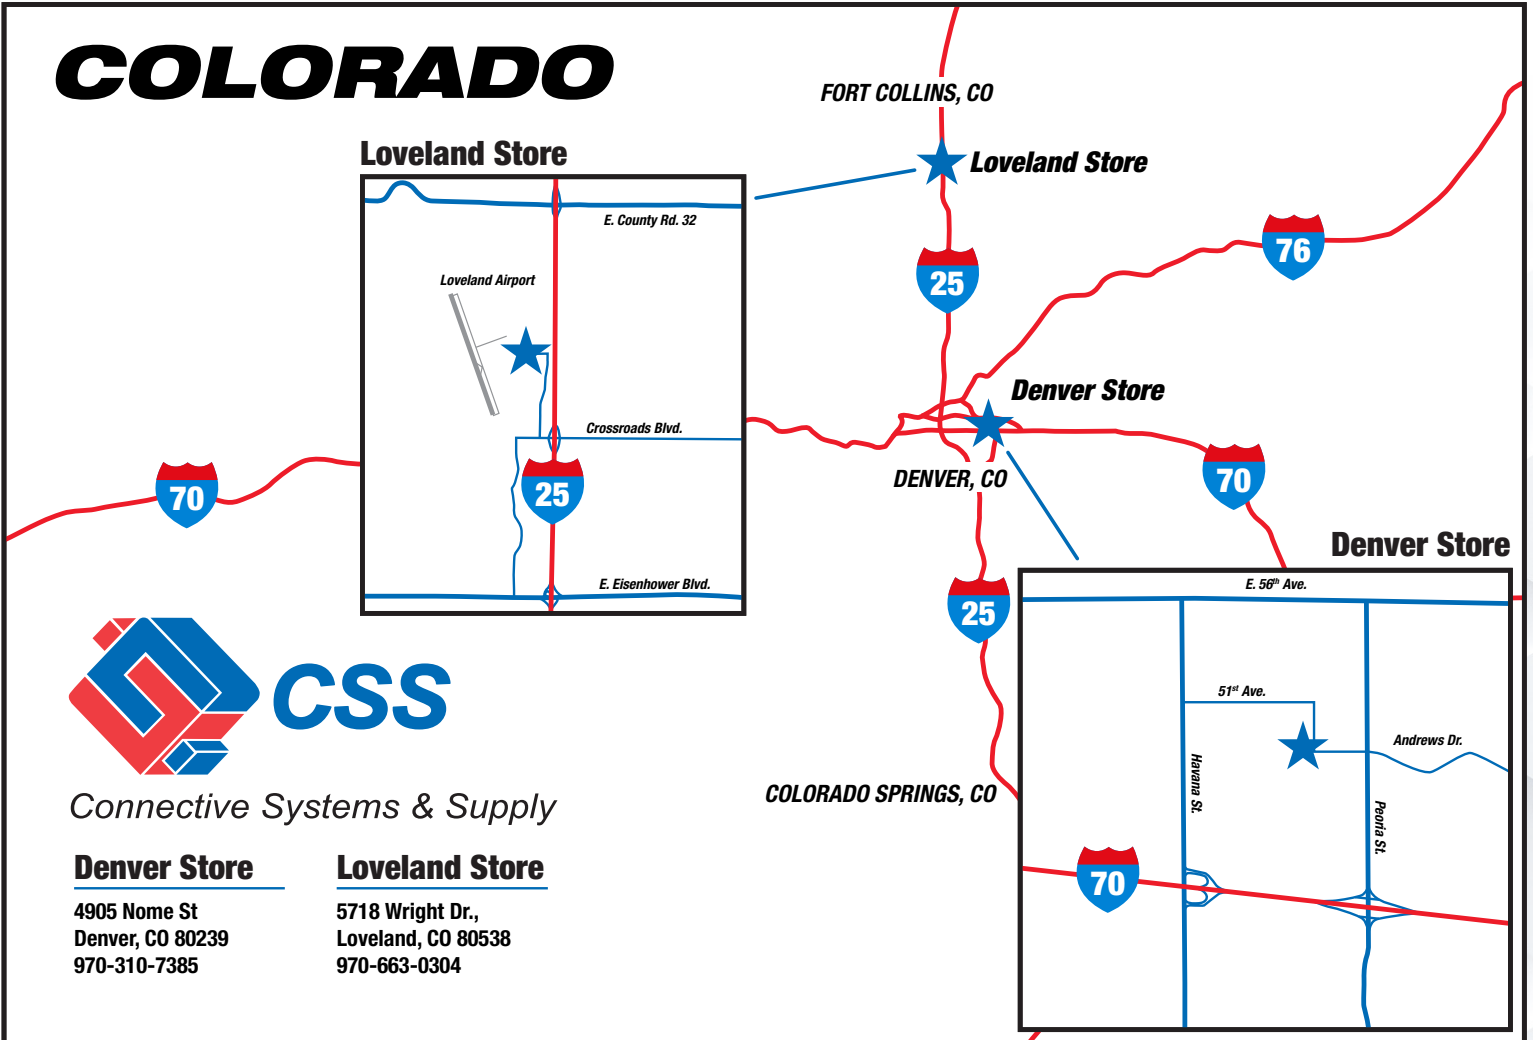 COLORADO
FORT COLLINS, CO
Loveland Store
Loveland Store
E. County Rd. 32
76
25
Loveland Airport
Denver Store
Crossroads Blvd.
70
25
DENVER, CO
70
Denver Store
E. Eisenhower Blvd.
25
E. 56th Ave.
51st Ave.
Andrews Dr.
Havana St.
Peoria St.
70
COLORADO SPRINGS, CO
CSS
Connective Systems & Supply
Denver Store
4905 Nome St
Denver, CO 80239
970-310-7385
Loveland Store
5718 Wright Dr.,
Loveland, CO 80538
970-663-0304